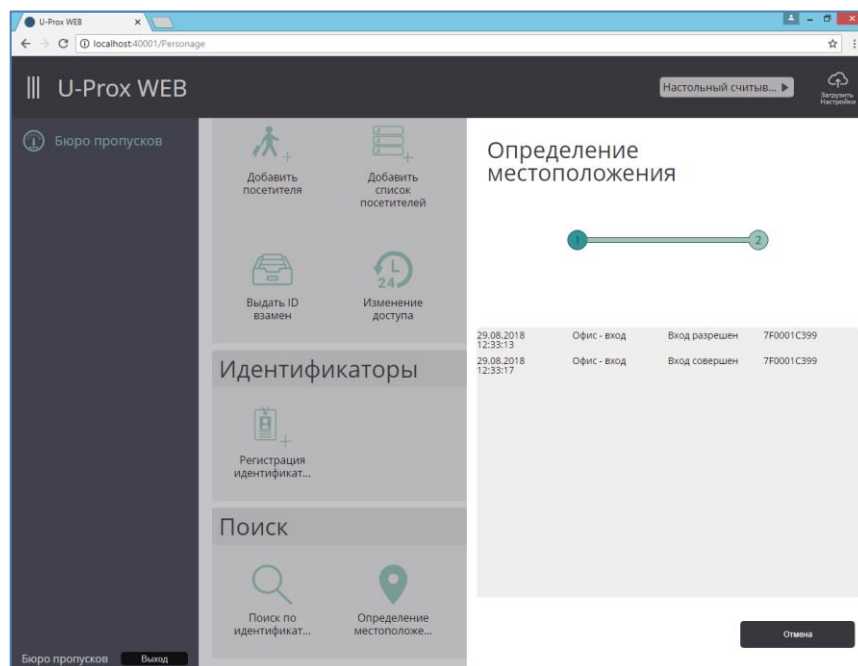 U-Prox WEB
localhost:40001/Personage
U-Prox WEB
Настольный считыв...
Загрузить
Настройки
Бюро пропусков
Добавить
посетителя
Добавить
список
посетителей
Выдать ID
взамен
24
Изменение
доступа
Идентификаторы
Регистрация
идентификат...
Поиск
Поиск по
идентификат...
Определение
местоположе...
Бюро пропусков
Выход
Определение
местоположения
1
2
29.08.2018 Офис - вход Вход разрешен 7F0001C399
12:33:13
29.08.2018 Офис - вход Вход совершен 7F0001C399
12:33:17
Отмена